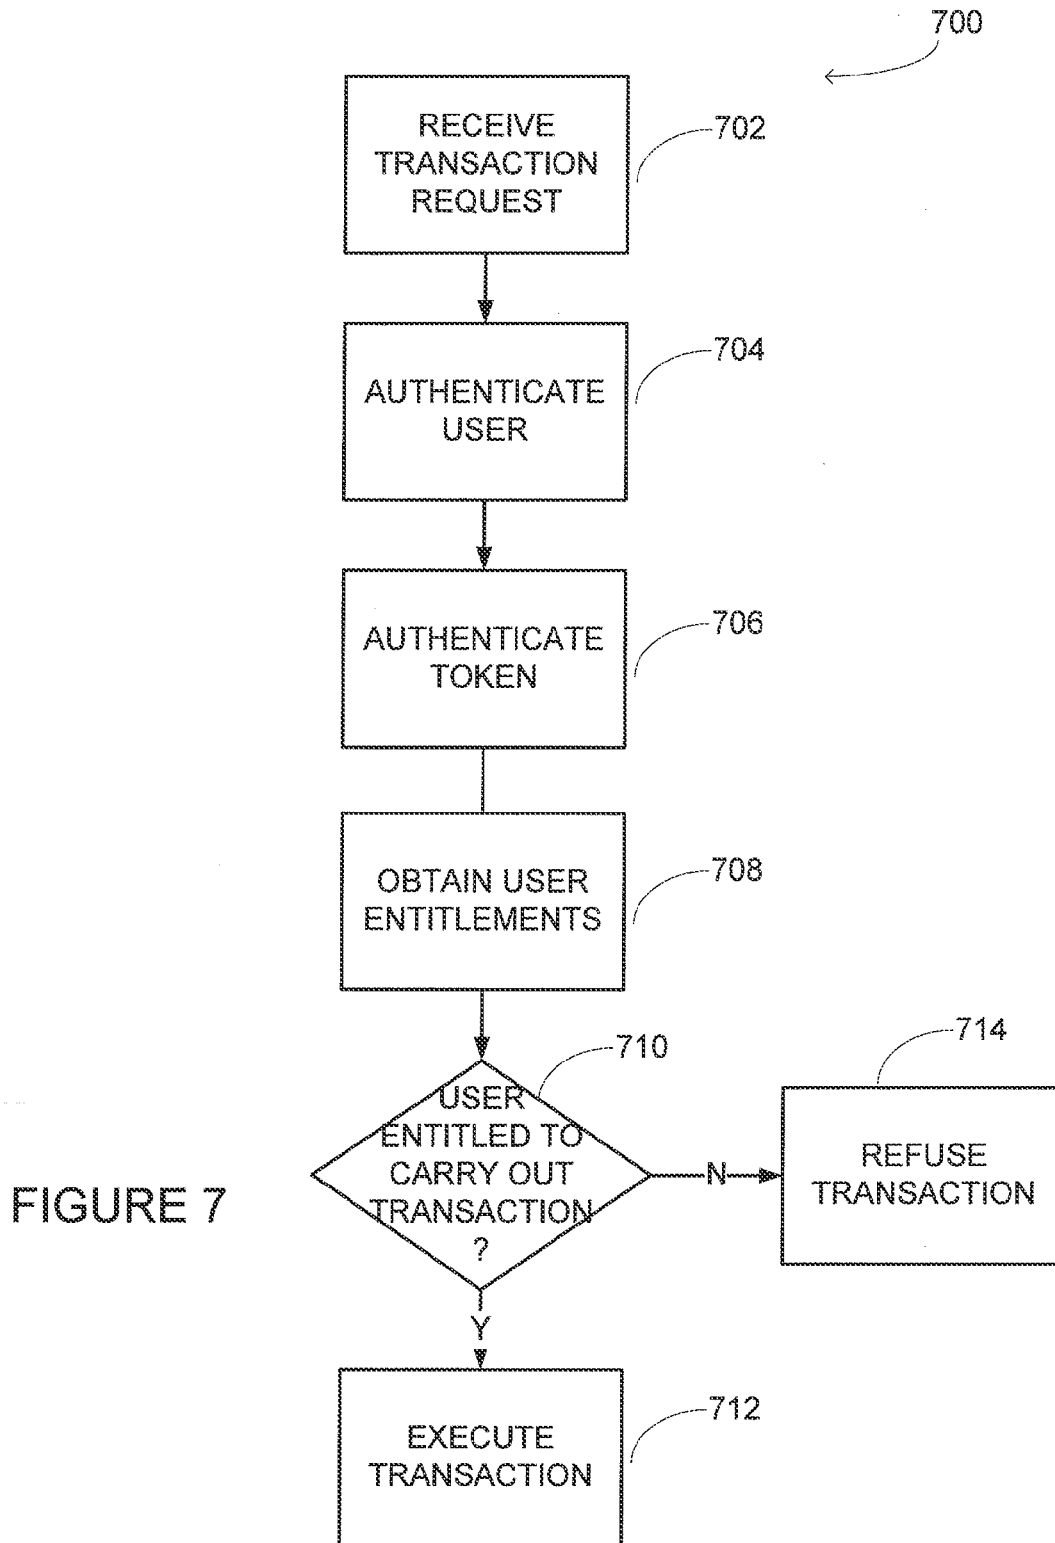 700
RECEIVE
TRANSACTION
REQUEST
702
AUTHENTICATE
USER
704
AUTHENTICATE
TOKEN
706
OBTAIN USER
ENTITLEMENTS
708
USER
ENTITLED TO
CARRY OUT
TRANSACTION
?
710
714
N
REFUSE
TRANSACTION
FIGURE 7
Y
EXECUTE
TRANSACTION
712